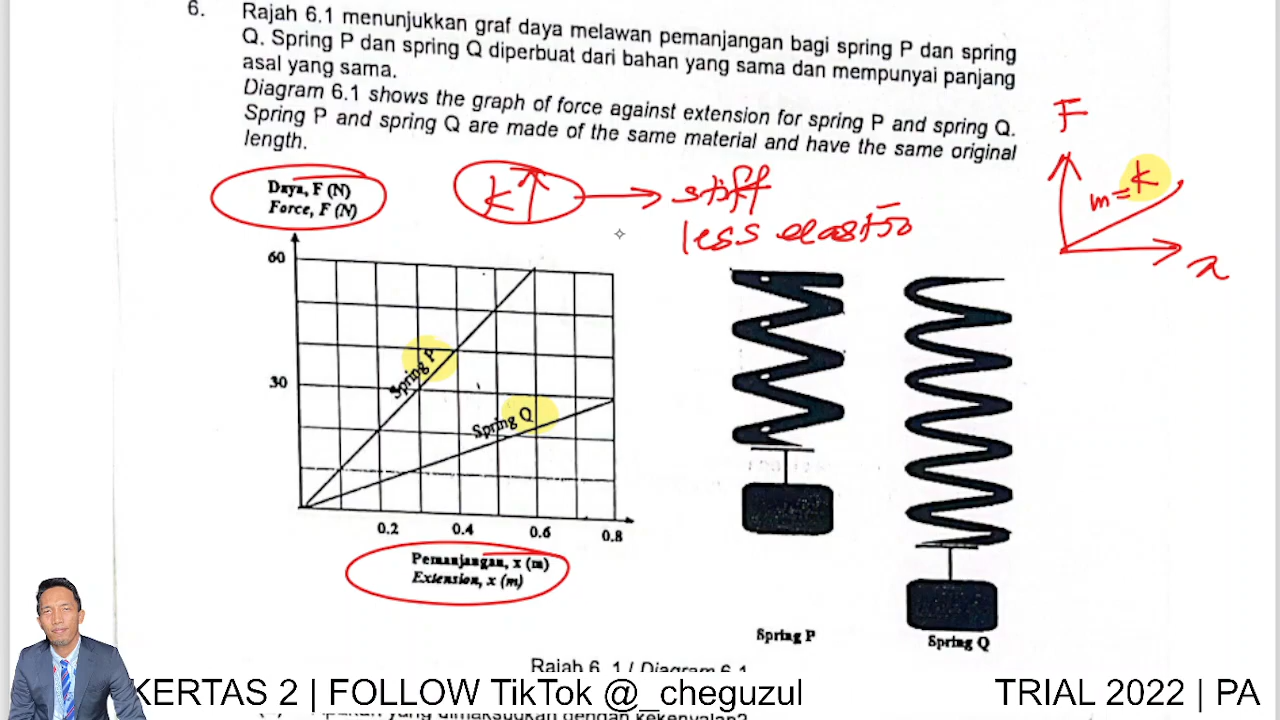 6. Rajah 6.1 menunjukkan graf daya melawan pemanjangan bagi spring P dan spring
Q. Spring P dan spring Q diperbuat dari bahan yang sama dan mempunyai panjang
asal yang sama.
Diagram 6.1 shows the graph of force against extension for spring P and spring Q.
Spring P and spring Q are made of the same material and have the same original
length.
F
m = k
x
k↑ → stiff
less elastic
Daya, F (N)
Force, F (N)
60
30
Spring P
Spring Q
0.2 0.4 0.6 0.8
Pemanjangan, x (m)
Extension, x (m)
Spring P
Spring Q
Rajah 6.1 / Diagram 6.1
KERTAS 2 | FOLLOW TikTok @_cheguzul
TRIAL 2022 | PA
yang dimaksudkan dengan kekenyalan?